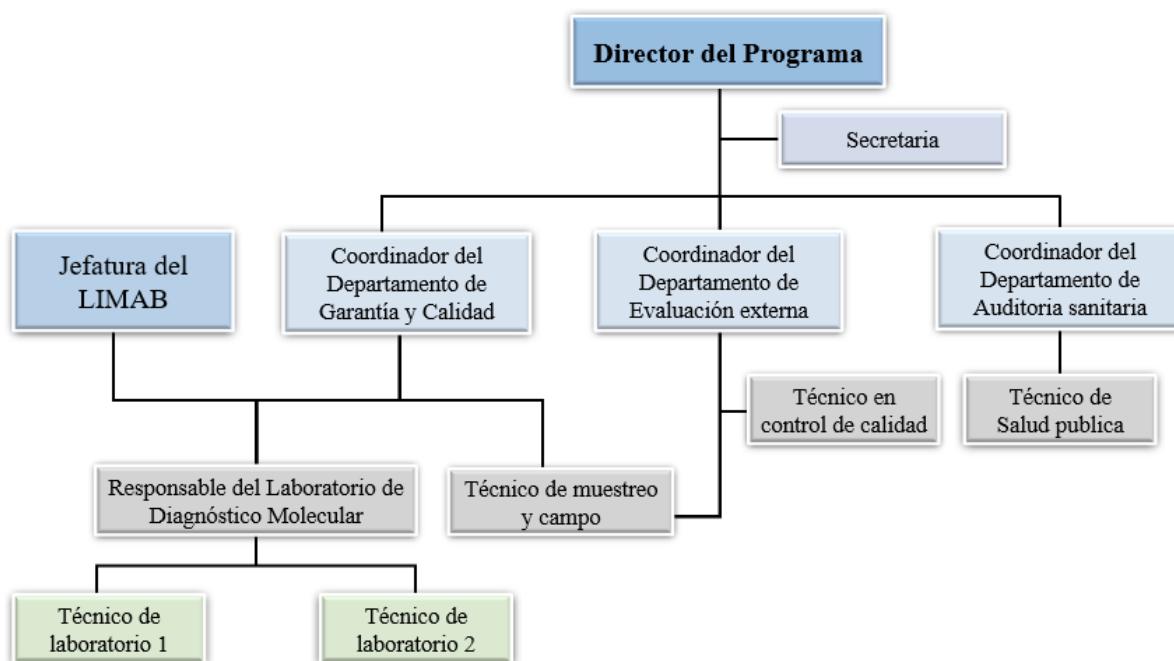 Director del Programa
Secretaria
Jefatura del
LIMAB
Coordinador del
Departamento de
Garantía y Calidad
Coordinador del
Departamento de
Evaluación externa
Coordinador del
Departamento de
Auditoria sanitaria
Técnico en
control de calidad
Técnico de
Salud publica
Responsable del Laboratorio de
Diagnóstico Molecular
Técnico de muestreo
y campo
Técnico de
laboratorio 1
Técnico de
laboratorio 2